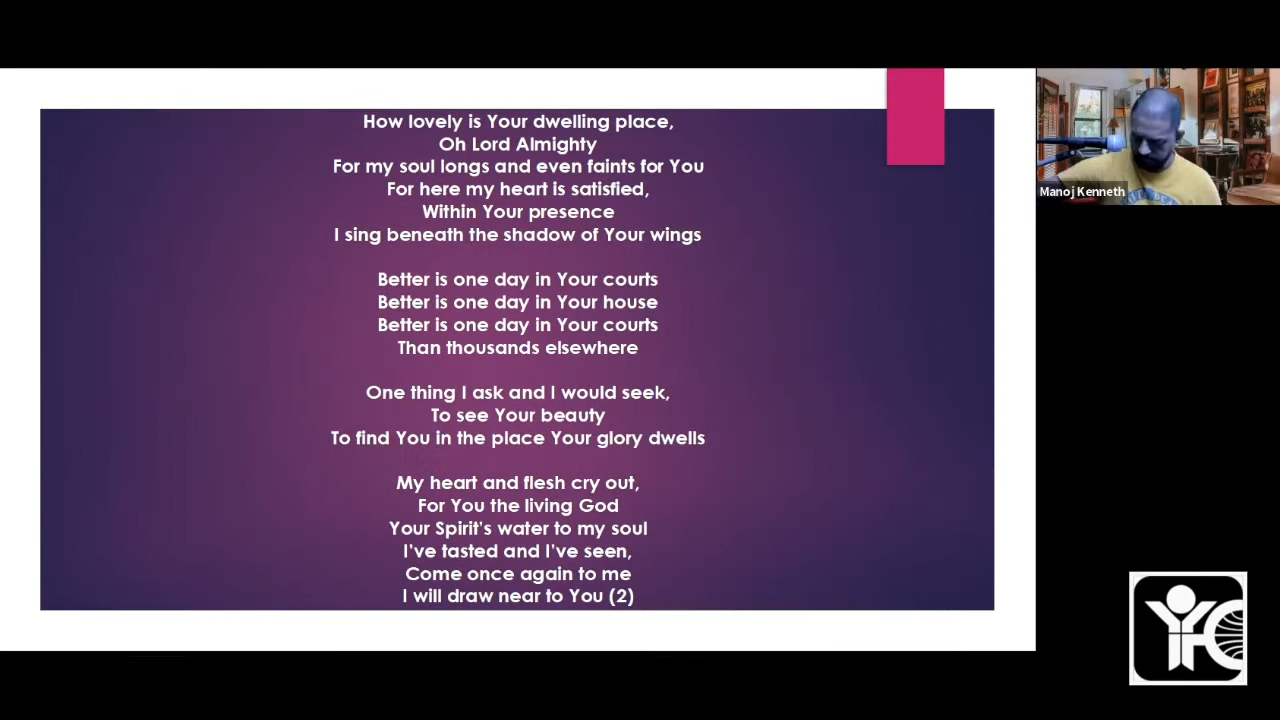 How lovely is Your dwelling place,
Oh Lord Almighty
For my soul longs and even faints for You
For here my heart is satisfied,
Within Your presence
I sing beneath the shadow of Your wings
Better is one day in Your courts
Better is one day in Your house
Better is one day in Your courts
Than thousands elsewhere
One thing I ask and I would seek,
To see Your beauty
To find You in the place Your glory dwells
My heart and flesh cry out,
For You the living God
Your Spirit's water to my soul
I've tasted and I've seen,
Come once again to me
I will draw near to You (2)
Manoj Kenneth
YFC